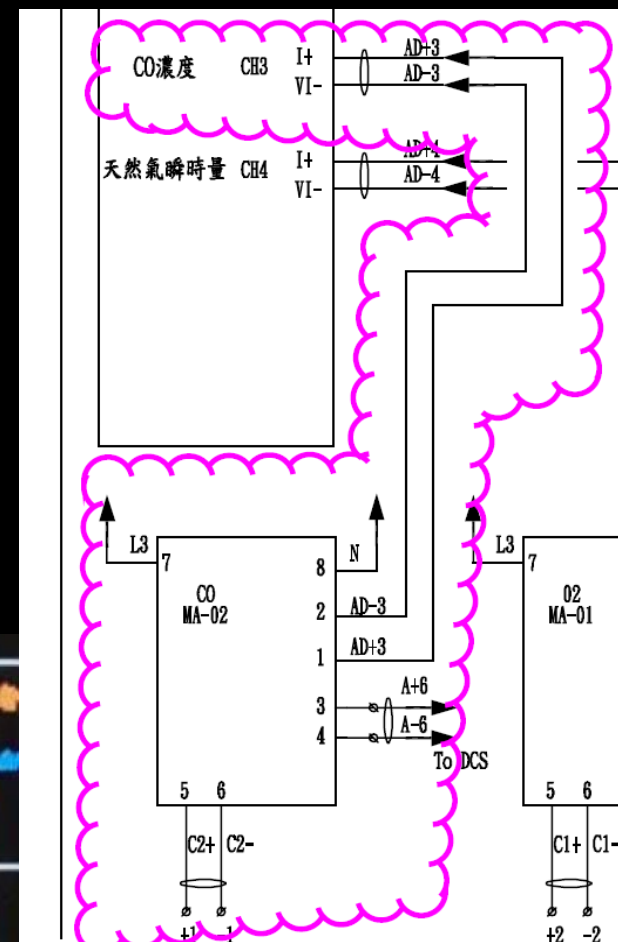 CO濃度 CH3 I+ AD+3
VI- AD-3
天然氣瞬時量 CH4 I+ AD+4
VI- AD-4
L3 7 8 N
CO
MA-02
2 AD-3
1 AD+3
3 A+6
4 A-6
To DCS
5 6
C2+ C2-
+1 -1
L3 7
O2
MA-01
5 6
C1+ C1-
+2 -2